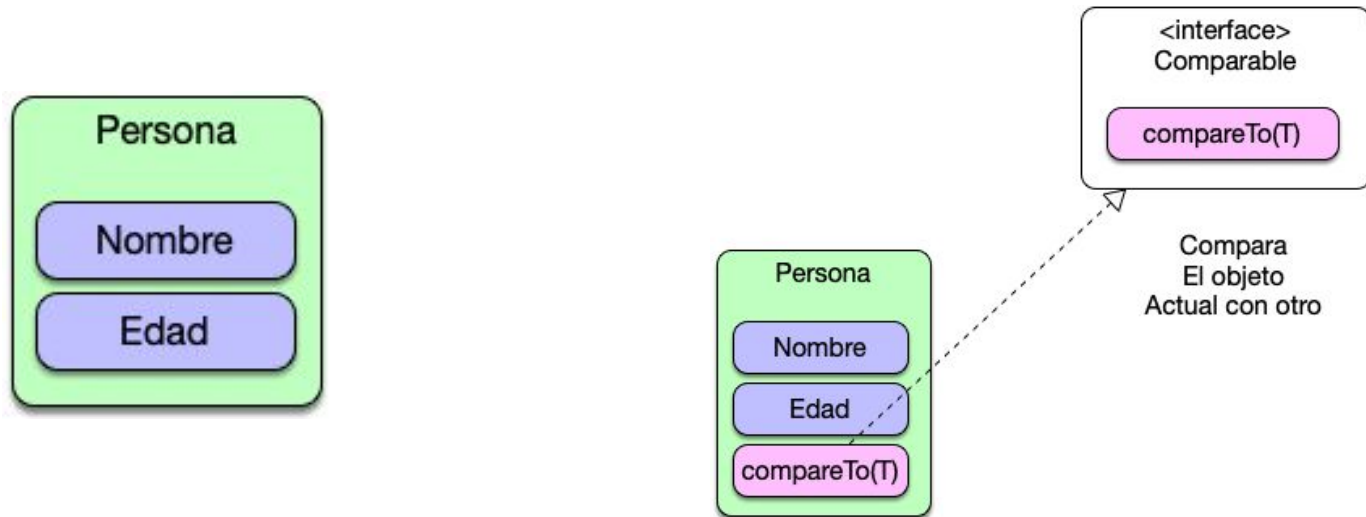 Persona
Nombre
Edad
<interface>
Comparable
compareTo(T)
Compara
El objeto
Actual con otro
Persona
Nombre
Edad
compareTo(T)